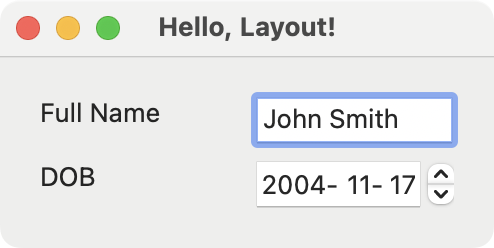 Hello, Layout!
Full Name John Smith
DOB 2004- 11- 17